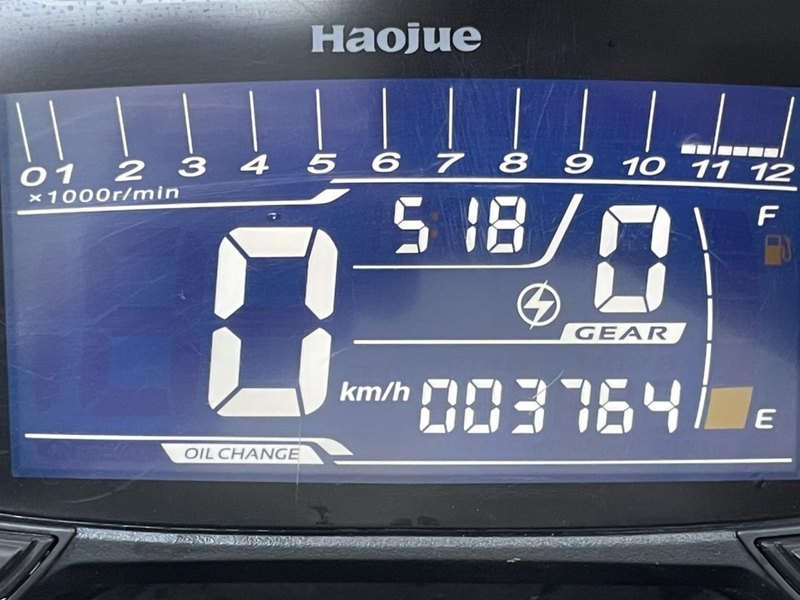 Haojue
0 1 2 3 4 5 6 7 8 9 10 11 12
×1000r/min
5:18 0 F
GEAR
0 km/h 003764 E
OIL CHANGE